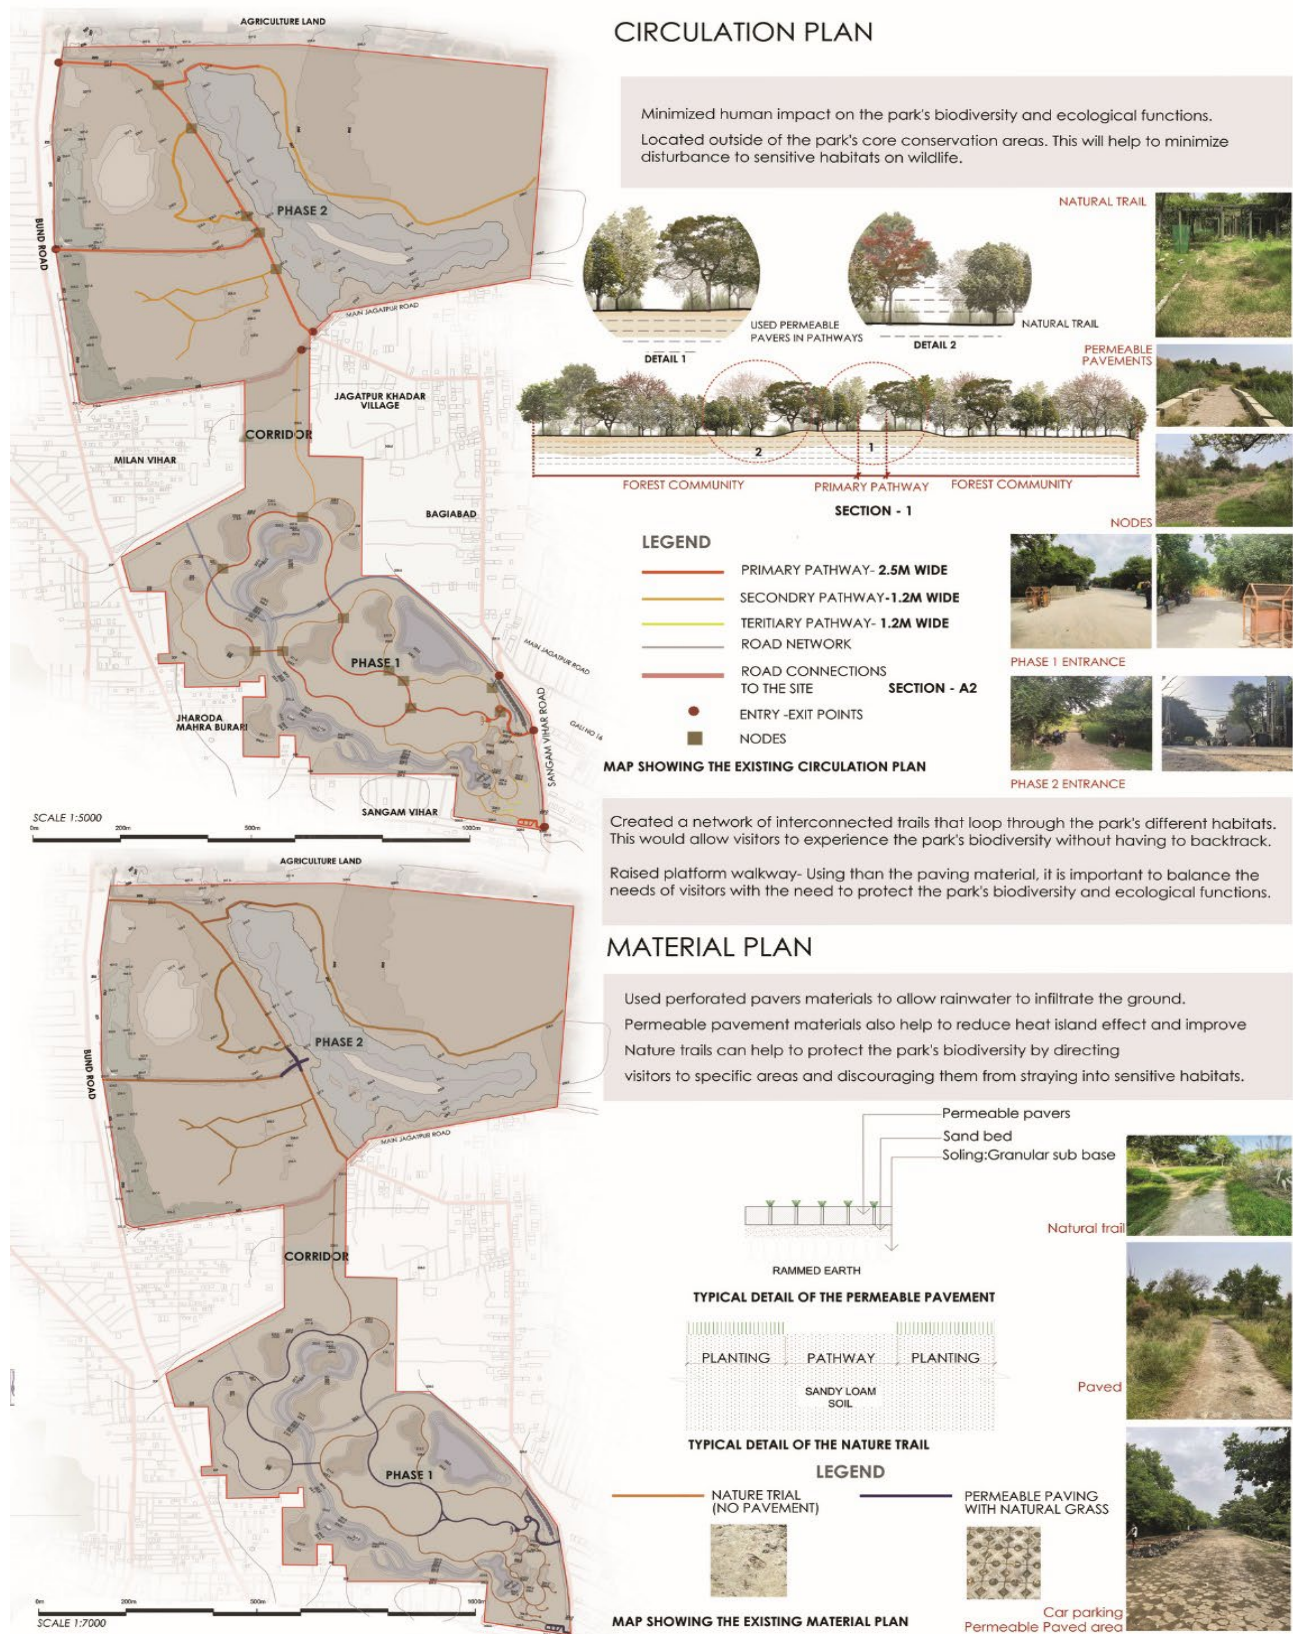 AGRICULTURE LAND
BUND ROAD
PHASE 2
MAIN JAGATPUR ROAD
JAGATPUR KHADAR
VILLAGE
CORRIDOR
MILAN VIHAR
BAGIABAD
MAIN JAGATPUR ROAD
PHASE 1
JHARODA
MAHRA BURARI
SANGAM VIHAR ROAD
GALI NO 16
SANGAM VIHAR
SCALE 1:5000
0m 200m 500m 1000m
CIRCULATION PLAN
Minimized human impact on the park's biodiversity and ecological functions.
Located outside of the park's core conservation areas. This will help to minimize
disturbance to sensitive habitats on wildlife.
NATURAL TRAIL
USED PERMEABLE
PAVERS IN PATHWAYS
DETAIL 1
NATURAL TRAIL
DETAIL 2
PERMEABLE
PAVEMENTS
2
1
FOREST COMMUNITY
PRIMARY PATHWAY
FOREST COMMUNITY
SECTION - 1
NODES
LEGEND
PRIMARY PATHWAY- 2.5M WIDE
SECONDRY PATHWAY-1.2M WIDE
TERITIARY PATHWAY- 1.2M WIDE
ROAD NETWORK
ROAD CONNECTIONS
TO THE SITE
SECTION - A2
ENTRY -EXIT POINTS
NODES
MAP SHOWING THE EXISTING CIRCULATION PLAN
PHASE 1 ENTRANCE
PHASE 2 ENTRANCE
Created a network of interconnected trails that loop through the park's different habitats.
This would allow visitors to experience the park's biodiversity without having to backtrack.
Raised platform walkway- Using than the paving material, it is important to balance the
needs of visitors with the need to protect the park's biodiversity and ecological functions.
AGRICULTURE LAND
BUND ROAD
PHASE 2
MAIN JAGATPUR ROAD
CORRIDOR
PHASE 1
0m 200m 500m 1000m
SCALE 1:7000
MATERIAL PLAN
Used perforated pavers materials to allow rainwater to infiltrate the ground.
Permeable pavement materials also help to reduce heat island effect and improve
Nature trails can help to protect the park's biodiversity by directing
visitors to specific areas and discouraging them from straying into sensitive habitats.
Permeable pavers
Sand bed
Soling:Granular sub base
RAMMED EARTH
TYPICAL DETAIL OF THE PERMEABLE PAVEMENT
Natural trail
PLANTING PATHWAY PLANTING
SANDY LOAM
SOIL
TYPICAL DETAIL OF THE NATURE TRAIL
Paved
LEGEND
NATURE TRIAL
(NO PAVEMENT)
PERMEABLE PAVING
WITH NATURAL GRASS
MAP SHOWING THE EXISTING MATERIAL PLAN
Car parking
Permeable Paved area